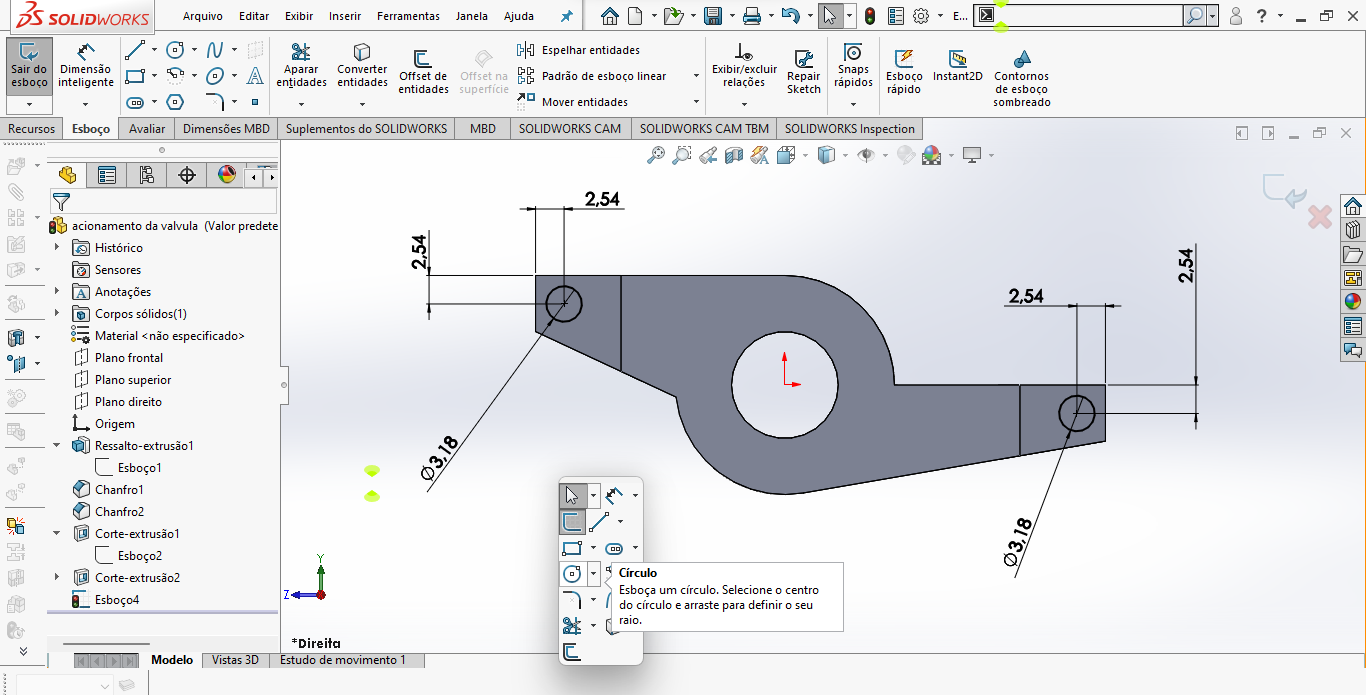 SOLIDWORKS
Arquivo Editar Exibir Inserir Ferramentas Janela Ajuda E... ?
Sair do esboço
Dimensão inteligente
Aparar entidades
Converter entidades
Offset de entidades
Offset na superfície
Espelhar entidades
Padrão de esboço linear
Mover entidades
Exibir/excluir relações
Repair Sketch
Snaps rápidos
Esboço rápido
Instant2D
Contornos de esboço sombreado
Recursos Esboço Avaliar Dimensões MBD Suplementos do SOLIDWORKS MBD SOLIDWORKS CAM SOLIDWORKS CAM TBM SOLIDWORKS Inspection
acionamento da valvula (Valor predete
Histórico
Sensores
Anotações
Corpos sólidos(1)
Material <não especificado>
Plano frontal
Plano superior
Plano direito
Origem
Ressalto-extrusão1
Esboço1
Chanfro1
Chanfro2
Corte-extrusão1
Esboço2
Corte-extrusão2
Esboço4
2,54
2,54
2,54
2,54
Ø3,18
Ø3,18
Círculo
Esboça um círculo. Selecione o centro
do círculo e arraste para definir o seu
raio.
Y
Z
*Direita
Modelo Vistas 3D Estudo de movimento 1